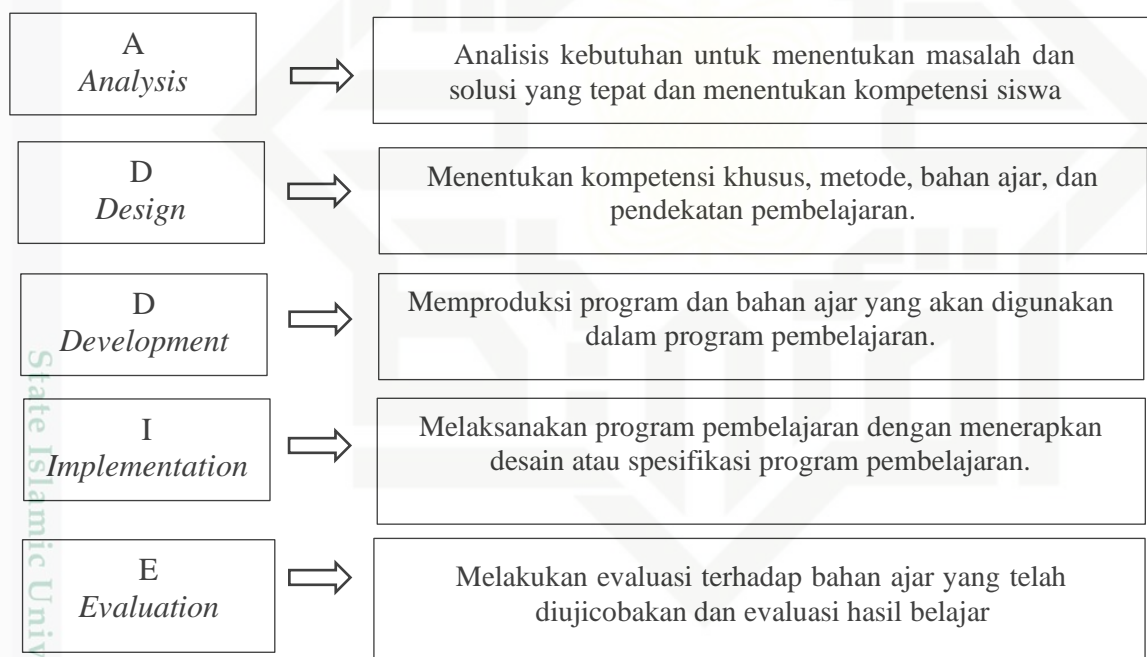 A
Analysis
Analisis kebutuhan untuk menentukan masalah dan
solusi yang tepat dan menentukan kompetensi siswa
D
Design
Menentukan kompetensi khusus, metode, bahan ajar, dan
pendekatan pembelajaran.
D
Development
Memproduksi program dan bahan ajar yang akan digunakan
dalam program pembelajaran.
I
Implementation
Melaksanakan program pembelajaran dengan menerapkan
desain atau spesifikasi program pembelajaran.
E
Evaluation
Melakukan evaluasi terhadap bahan ajar yang telah
diujicobakan dan evaluasi hasil belajar
State Islamic Univ